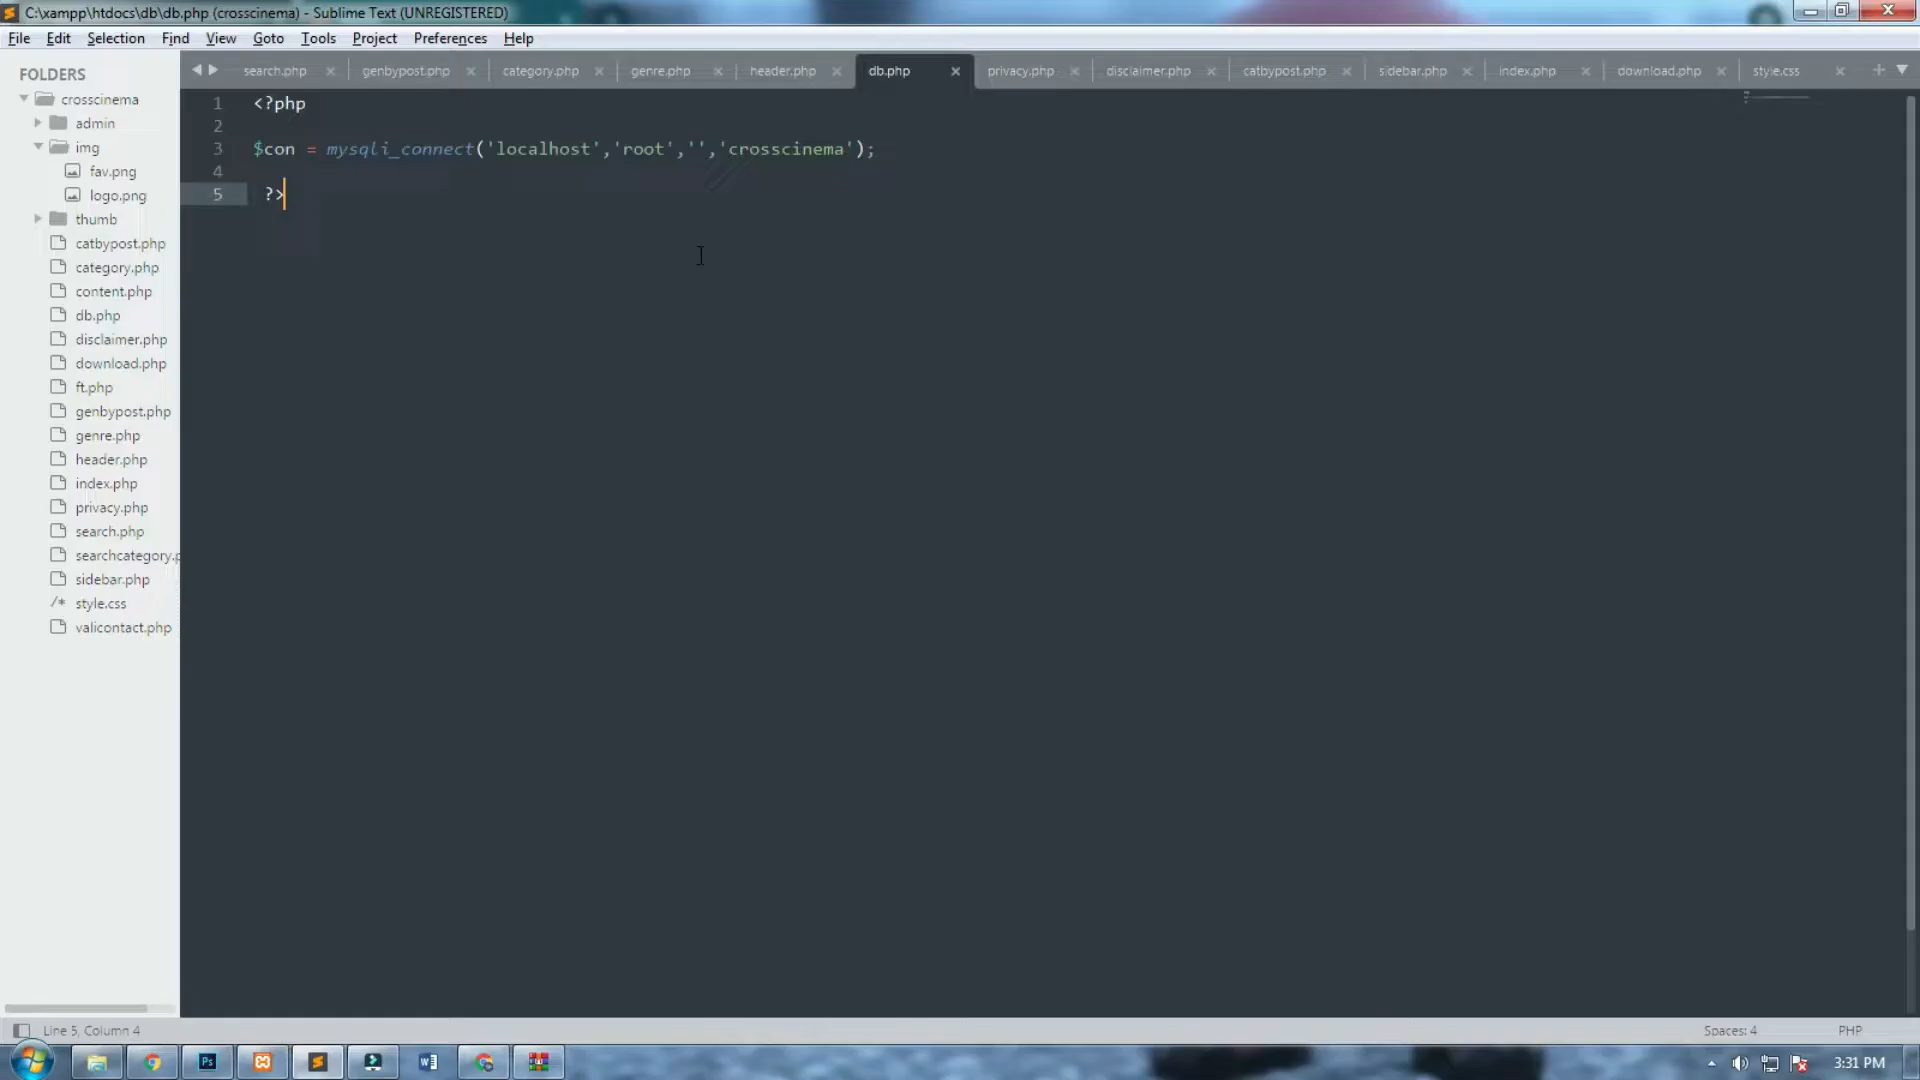 C:\xampp\htdocs\db\db.php (crosscinema) - Sublime Text (UNREGISTERED)
File Edit Selection Find View Goto Tools Project Preferences Help
FOLDERS
crosscinema
admin
img
fav.png
logo.png
thumb
catbypost.php
category.php
content.php
db.php
disclaimer.php
download.php
ft.php
genbypost.php
genre.php
header.php
index.php
privacy.php
search.php
searchcategory.p
sidebar.php
/* style.css
valicontact.php
search.php genbypost.php category.php genre.php header.php db.php privacy.php disclaimer.php catbypost.php sidebar.php index.php download.php style.css
1 <?php
2
3 $con = mysqli_connect('localhost','root','','crosscinema');
4
5 ?>
Line 5, Column 4
Spaces: 4
PHP
Ps
3:31 PM